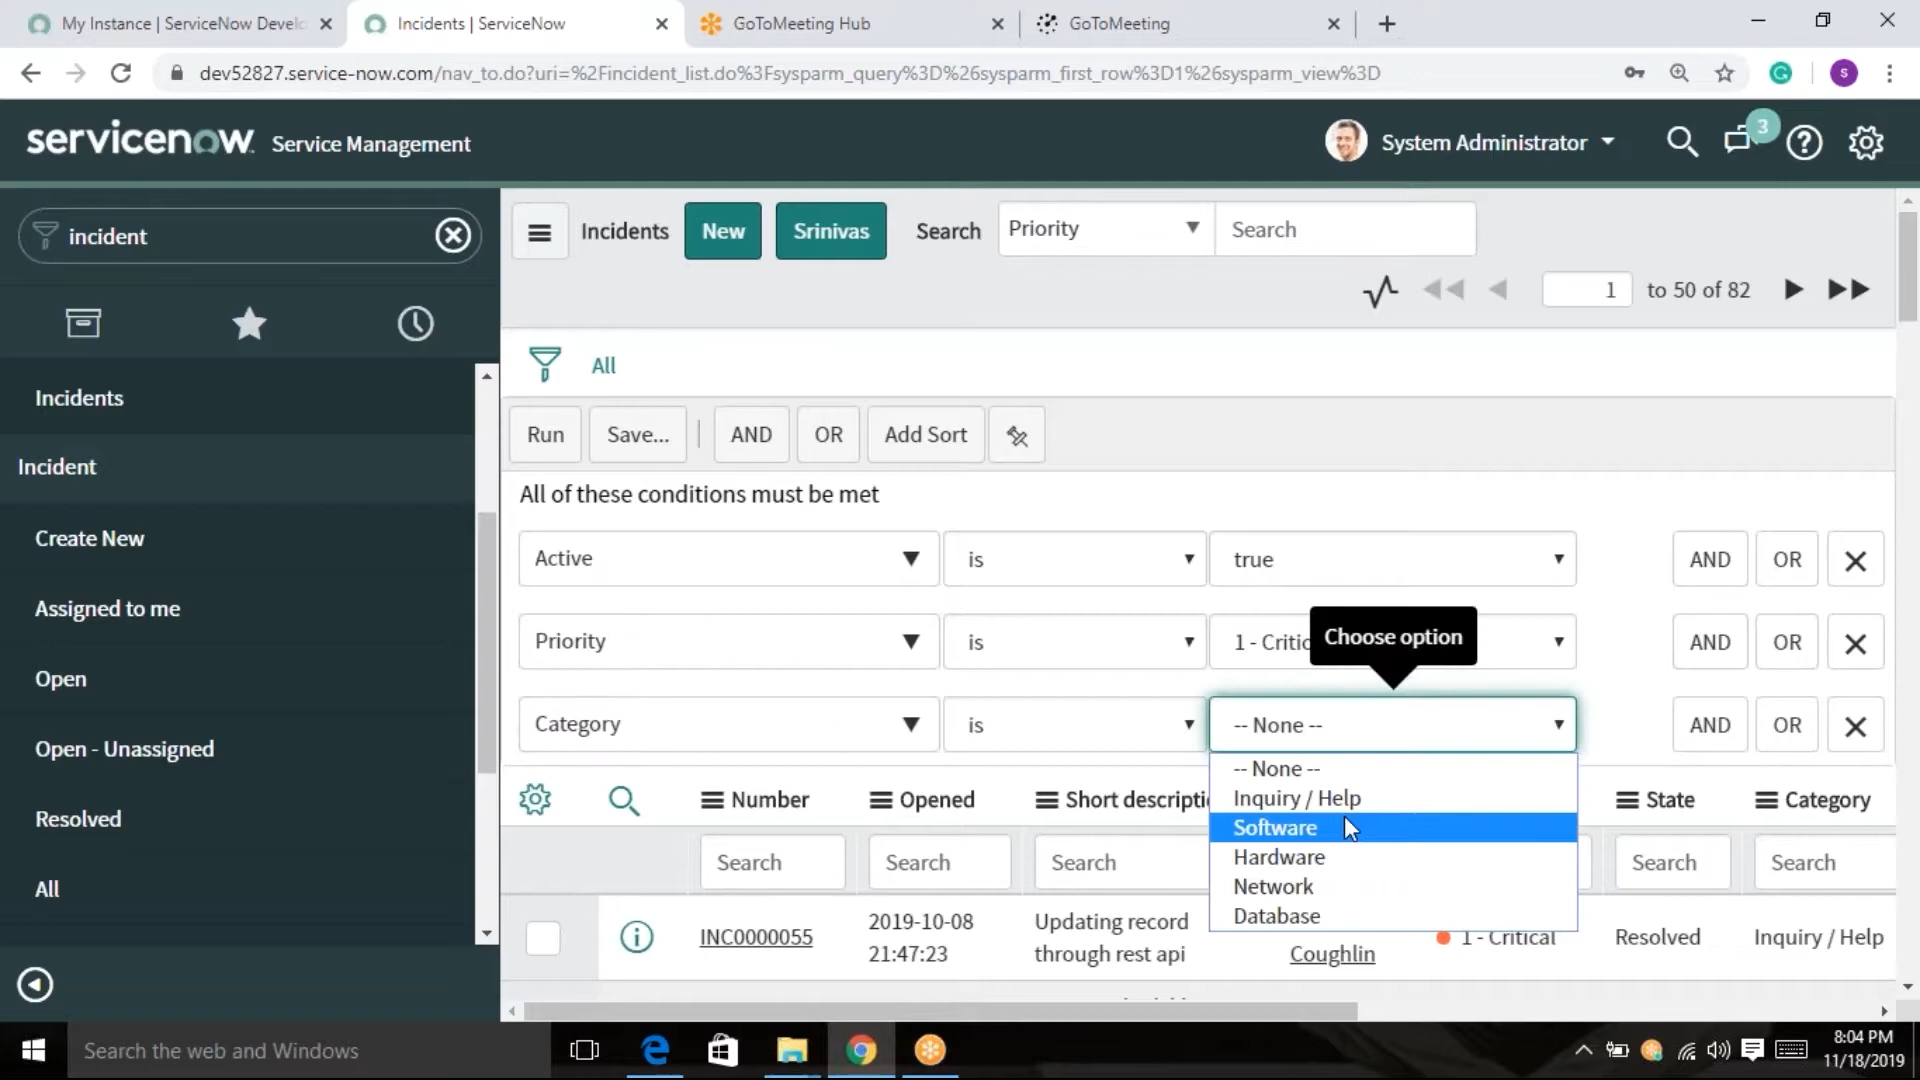 My Instance | ServiceNow Develo
Incidents | ServiceNow
GoToMeeting Hub
GoToMeeting
dev52827.service-now.com/nav_to.do?uri=%2Fincident_list.do%3Fsysparm_query%3D%26sysparm_first_row%3D1%26sysparm_view%3D
S
servicenow Service Management
System Administrator
3
incident
Incidents
New
Srinivas
Search
Priority
Search
1
to 50 of 82
All
Run
Save...
AND
OR
Add Sort
All of these conditions must be met
Active
is
true
AND
OR
Priority
is
1 - Critic
AND
OR
Choose option
Category
is
-- None --
AND
OR
-- None --
Inquiry / Help
Software
Hardware
Network
Database
Incidents
Incident
Create New
Assigned to me
Open
Open - Unassigned
Resolved
All
Number
Opened
Short descripti
State
Category
Search
Search
Search
Search
Search
INC0000055
2019-10-08
21:47:23
Updating record
through rest api
Coughlin
1 - Critical
Resolved
Inquiry / Help
Search the web and Windows
8:04 PM
11/18/2019